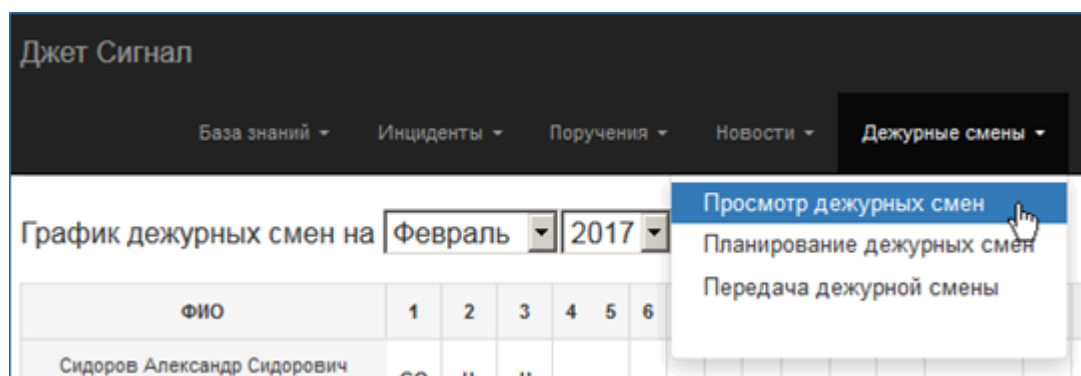 Джет Сигнал
База знаний Инциденты Поручения Новости Дежурные смены
Просмотр дежурных смен
График дежурных смен на Февраль 2017
Планирование дежурных смен
Передача дежурной смены
ФИО 1 2 3 4 5 6
Сидоров Александр Сидорович